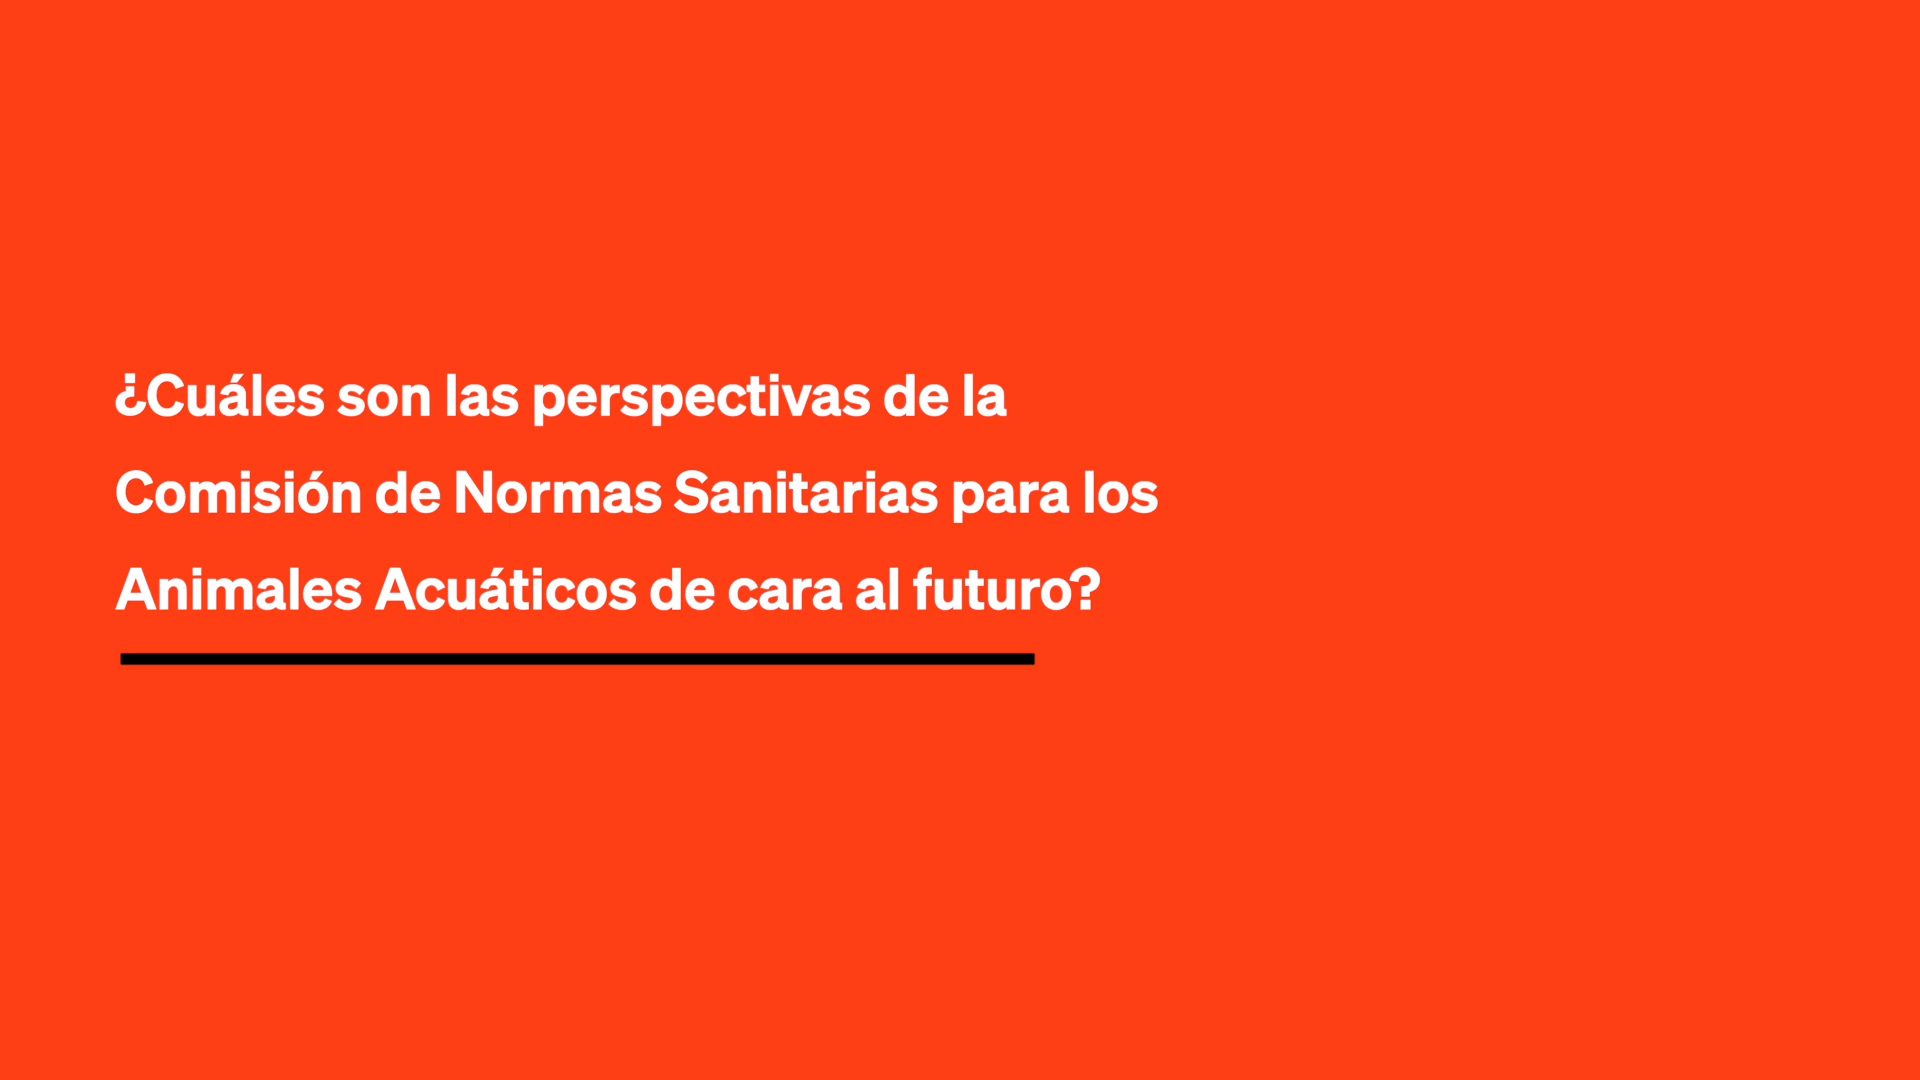 ¿Cuáles son las perspectivas de la
Comisión de Normas Sanitarias para los
Animales Acuáticos de cara al futuro?